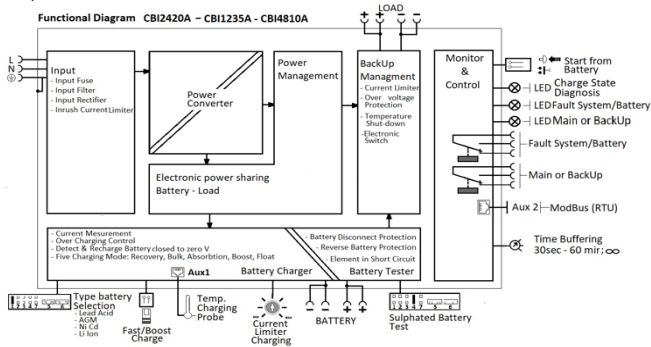 Functional Diagram CBI2420A – CBI1235A - CBI4810A
LOAD
+ + - -
L
N
Input
- Input Fuse
- Input Filter
- Input Rectifier
- Inrush Current Limiter
Power
Converter
Power
Management
BackUp
Managment
- Current Limiter
- Over voltage
Protection
- Temperature
Shut-down
-Electronic
Switch
Monitor
&
Control
Start from
Battery
LED Charge State
Diagnosis
LEDFault System/Battery
LED Main or BackUp
Fault System/Battery
Main or BackUp
Aux 2 ModBus (RTU)
Time Buffering
30sec - 60 mir; ∞
Electronic power sharing
Battery - Load
- Current Mesurement
- Over Charging Control
- Detect & Recharge Battery closed to zero V
- Five Charging Mode: Recovery, Bulk, Absorbtion, Boost, Float
Aux1
Battery Charger
- Battery Disconnect Protection
- Reverse Battery Protection
- Element in Short Circuit
Battery Tester
Type battery
Selection
- Lead Acid
- AGM
- Ni Cd
- Li Ion
Fast/Boost
Charge
Temp.
Charging
Probe
Current
Limiter
Charging
- - + +
BATTERY
Sulphated Battery
Test